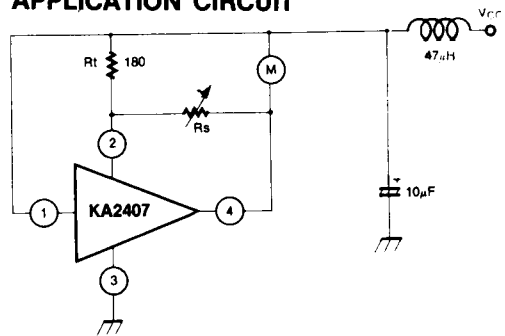 APPLICATION CIRCUIT
VCC
Rt 180
M
47μH
Rs
2
10μF
+
1
KA2407
4
3